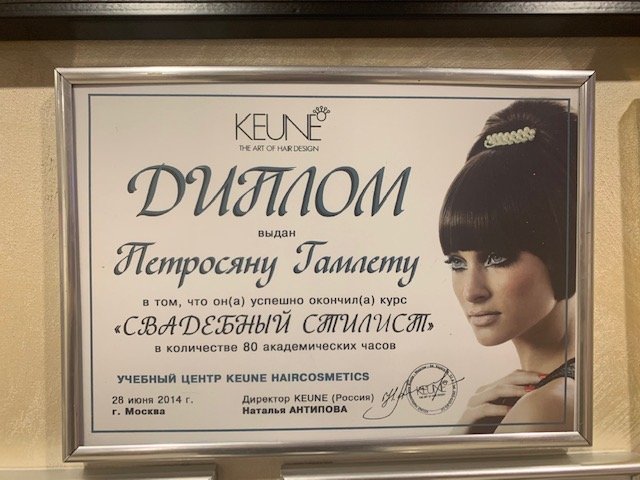 KEUNE
THE ART OF HAIR DESIGN
ДИПЛОМ
выдан
Петросяну Гамлету
в том, что он(а) успешно окончил(а) курс
«СВАДЕБНЫЙ СТИЛИСТ»
в количестве 80 академических часов
УЧЕБНЫЙ ЦЕНТР KEUNE HAIRCOSMETICS
28 июня 2014 г.
г. Москва
Директор KEUNE (Россия)
Наталья АНТИПОВА
KEUNE